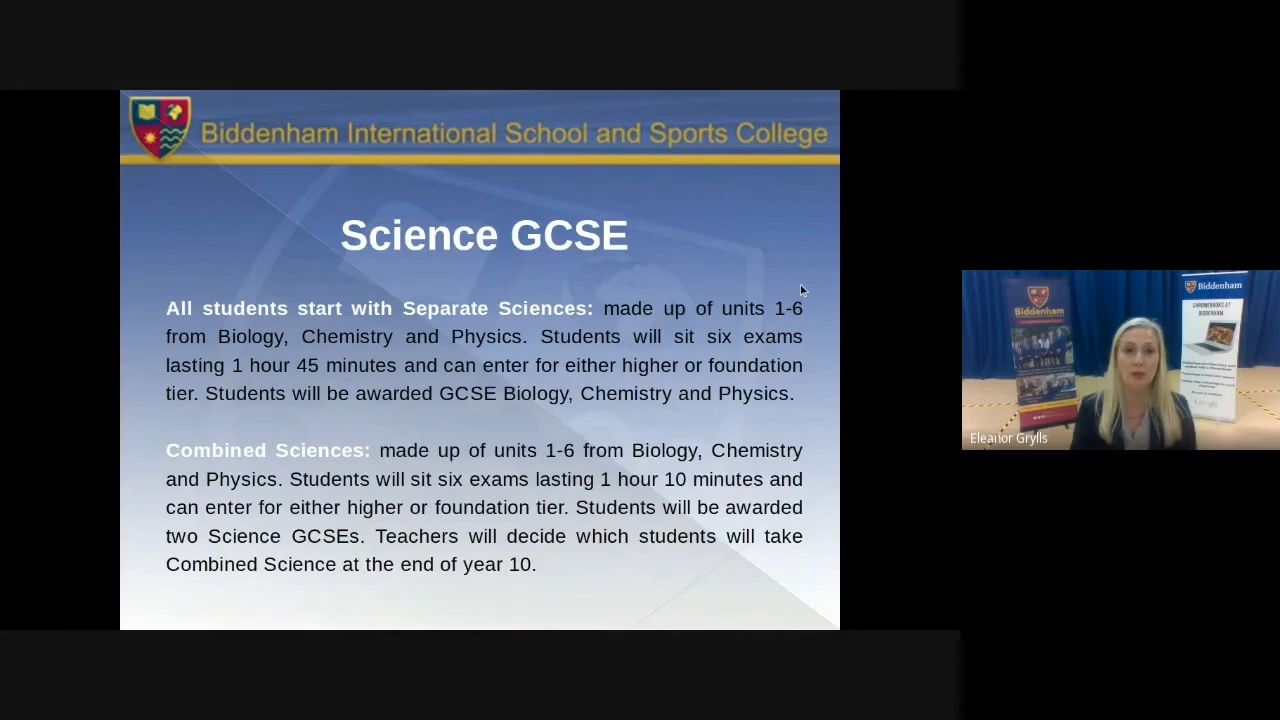 Biddenham International School and Sports College
Science GCSE
All students start with Separate Sciences: made up of units 1-6
from Biology, Chemistry and Physics. Students will sit six exams
lasting 1 hour 45 minutes and can enter for either higher or foundation
tier. Students will be awarded GCSE Biology, Chemistry and Physics.
Combined Sciences: made up of units 1-6 from Biology, Chemistry
and Physics. Students will sit six exams lasting 1 hour 10 minutes and
can enter for either higher or foundation tier. Students will be awarded
two Science GCSEs. Teachers will decide which students will take
Combined Science at the end of year 10.
Biddenham
Biddenham
CHROMEBOOKS AT
BIDDENHAM
Eleanor Grylls